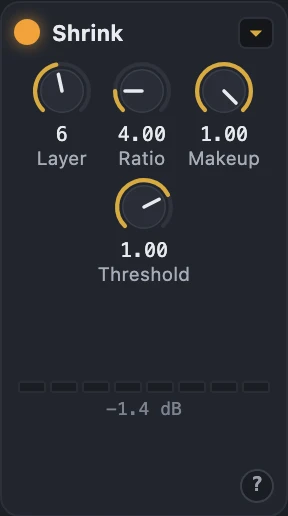 Shrink
6 4.00 1.00
Layer Ratio Makeup
1.00
Threshold
−1.4 dB
?